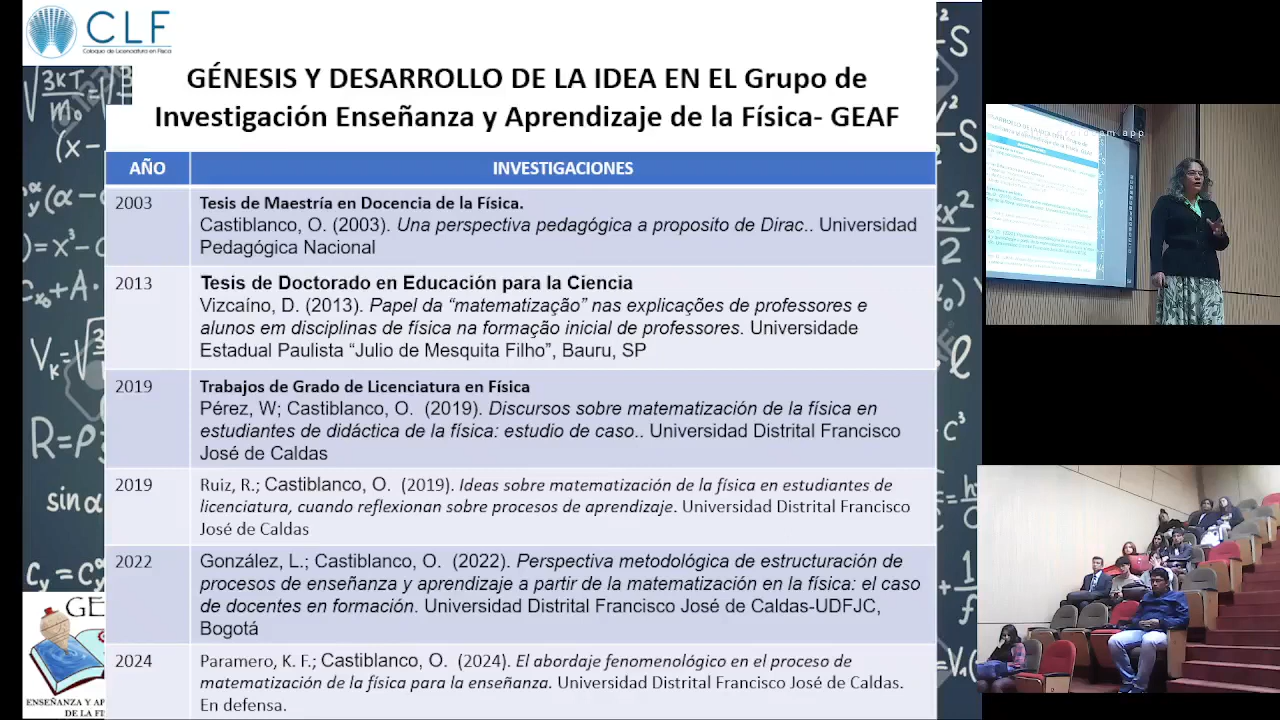 CLF
Coloquio de Licenciatura en Física
GÉNESIS Y DESARROLLO DE LA IDEA EN EL Grupo de
Investigación Enseñanza y Aprendizaje de la Física- GEAF
AÑO INVESTIGACIONES
2003 Tesis de Maestría en Docencia de la Física.
Castiblanco, O. (2003). Una perspectiva pedagógica a proposito de Dirac.. Universidad
Pedagógica Nacional
2013 Tesis de Doctorado en Educación para la Ciencia
Vizcaíno, D. (2013). Papel da “matematização” nas explicações de professores e
alunos em disciplinas de física na formação inicial de professores. Universidade
Estadual Paulista “Julio de Mesquita Filho”, Bauru, SP
2019 Trabajos de Grado de Licenciatura en Física
Pérez, W; Castiblanco, O. (2019). Discursos sobre matematización de la física en
estudiantes de didáctica de la física: estudio de caso.. Universidad Distrital Francisco
José de Caldas
2019 Ruiz, R.; Castiblanco, O. (2019). Ideas sobre matematización de la física en estudiantes de
licenciatura, cuando reflexionan sobre procesos de aprendizaje. Universidad Distrital Francisco
José de Caldas
2022 González, L.; Castiblanco, O. (2022). Perspectiva metodológica de estructuración de
procesos de enseñanza y aprendizaje a partir de la matematización en la física: el caso
de docentes en formación. Universidad Distrital Francisco José de Caldas-UDFJC,
Bogotá
2024 Paramero, K. F.; Castiblanco, O. (2024). El abordaje fenomenológico en el proceso de
matematización de la física para la enseñanza. Universidad Distrital Francisco José de Caldas.
En defensa.
GE
ENSEÑANZA Y AP
DE LA FÍ